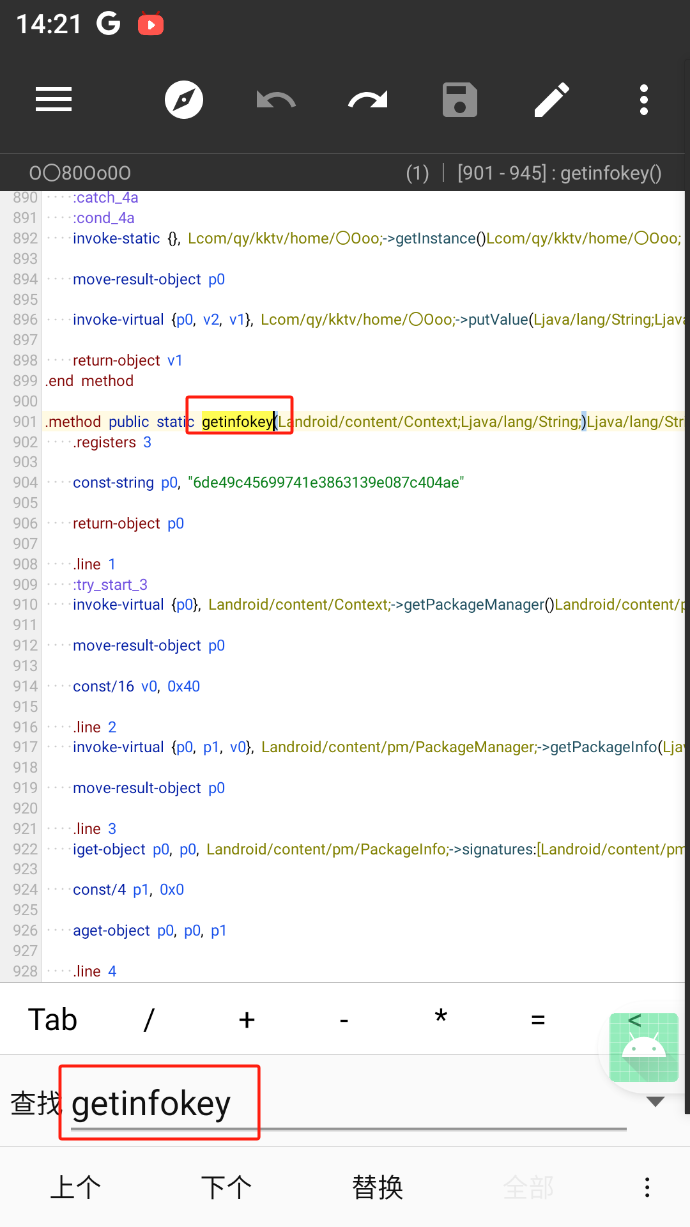 14:21
O〇80Oo0O (1) [901 - 945] : getinfokey()
890 :catch_4a
891 :cond_4a
892 invoke-static {}, Lcom/qy/kktv/home/〇Ooo;->getInstance()Lcom/qy/kktv/home/〇Ooo;
893
894 move-result-object p0
895
896 invoke-virtual {p0, v2, v1}, Lcom/qy/kktv/home/〇Ooo;->putValue(Ljava/lang/String;Ljava
897
898 return-object v1
899 .end method
900
901 .method public static getinfokey(Landroid/content/Context;Ljava/lang/String;)Ljava/lang/Str
902 .registers 3
903
904 const-string p0, "6de49c45699741e3863139e087c404ae"
905
906 return-object p0
907
908 .line 1
909 :try_start_3
910 invoke-virtual {p0}, Landroid/content/Context;->getPackageManager()Landroid/content/p
911
912 move-result-object p0
913
914 const/16 v0, 0x40
915
916 .line 2
917 invoke-virtual {p0, p1, v0}, Landroid/content/pm/PackageManager;->getPackageInfo(Ljav
918
919 move-result-object p0
920
921 .line 3
922 iget-object p0, p0, Landroid/content/pm/PackageInfo;->signatures:[Landroid/content/pm
923
924 const/4 p1, 0x0
925
926 aget-object p0, p0, p1
927
928 .line 4
Tab / + - * = <
查找 getinfokey
上个 下个 替换 全部